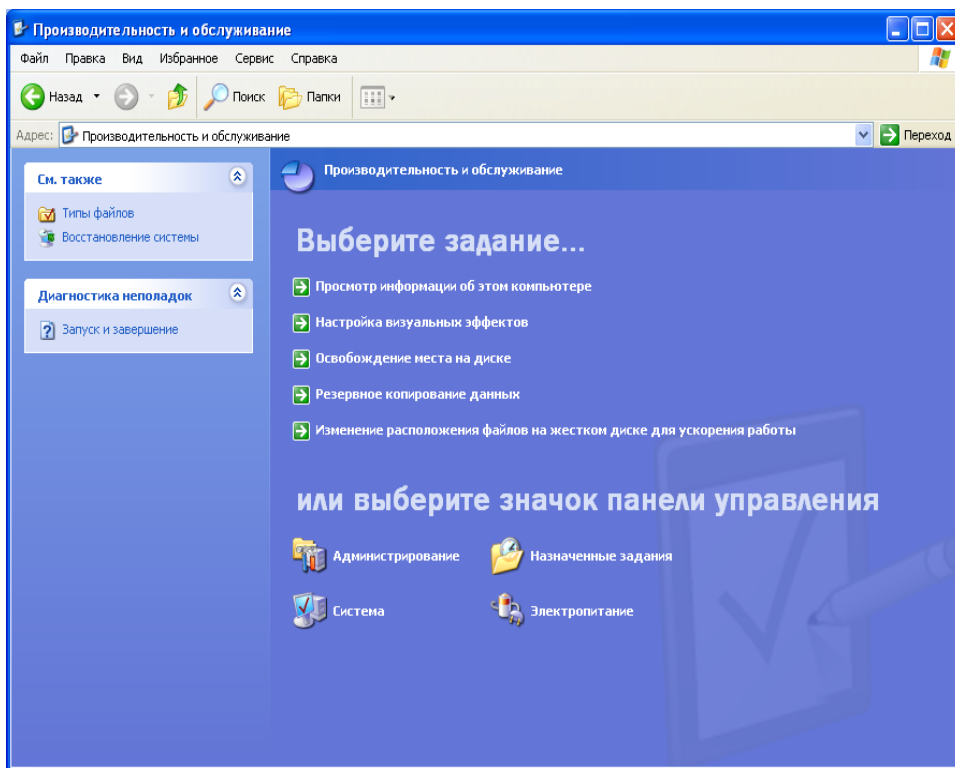 Производительность и обслуживание
Файл Правка Вид Избранное Сервис Справка
Назад Поиск Папки
Адрес: Производительность и обслуживание Переход
См. также
Типы файлов
Восстановление системы
Диагностика неполадок
Запуск и завершение
Производительность и обслуживание
Выберите задание...
Просмотр информации об этом компьютере
Настройка визуальных эффектов
Освобождение места на диске
Резервное копирование данных
Изменение расположения файлов на жестком диске для ускорения работы
или выберите значок панели управления
Администрирование Назначенные задания
Система Электропитание